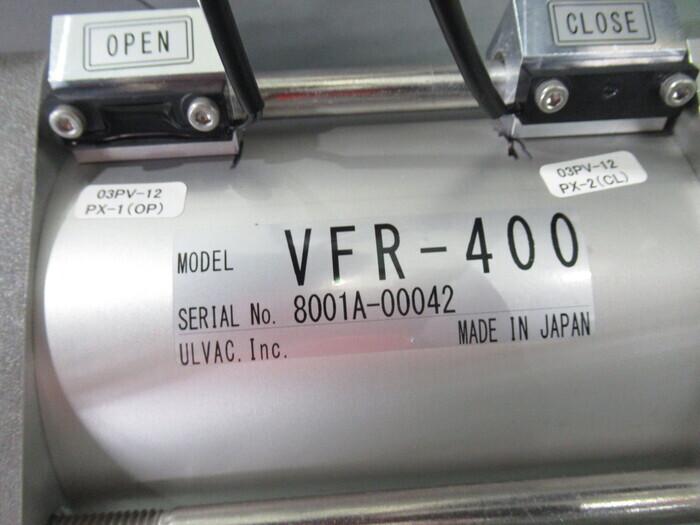 OPEN
CLOSE
03PV-12
PX-1(OP)
03PV-12
PX-2(CL)
MODEL VFR-400
SERIAL No. 8001A-00042
ULVAC. Inc. MADE IN JAPAN